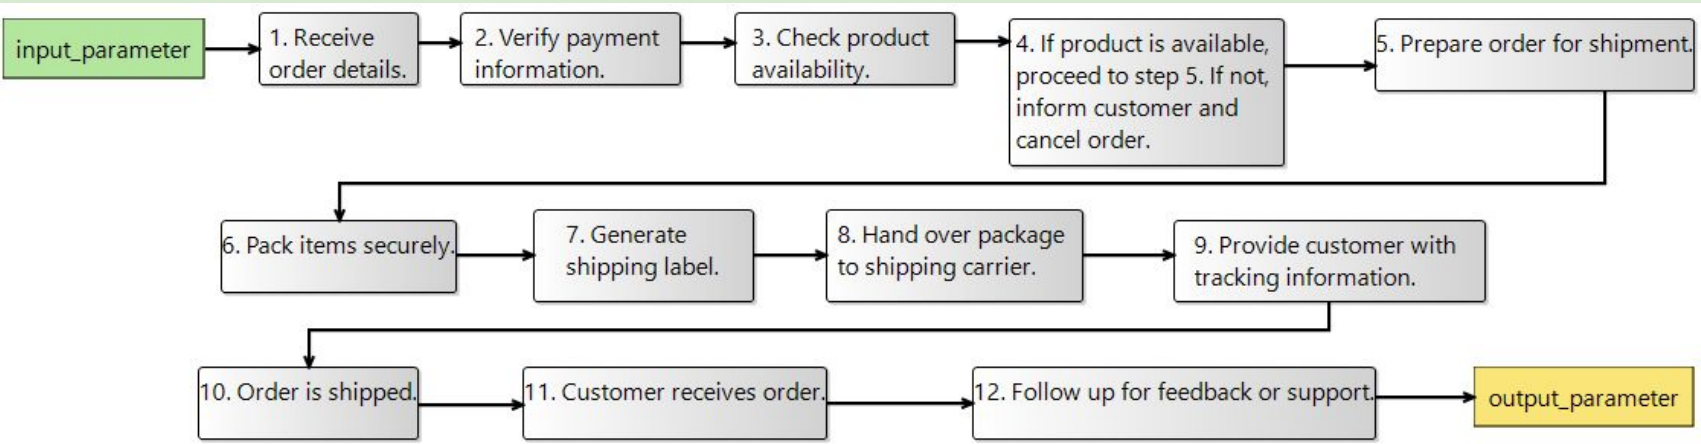 input_parameter
1. Receive
order details.
2. Verify payment
information.
3. Check product
availability.
4. If product is available,
proceed to step 5. If not,
inform customer and
cancel order.
5. Prepare order for shipment.
6. Pack items securely.
7. Generate
shipping label.
8. Hand over package
to shipping carrier.
9. Provide customer with
tracking information.
10. Order is shipped.
11. Customer receives order.
12. Follow up for feedback or support.
output_parameter